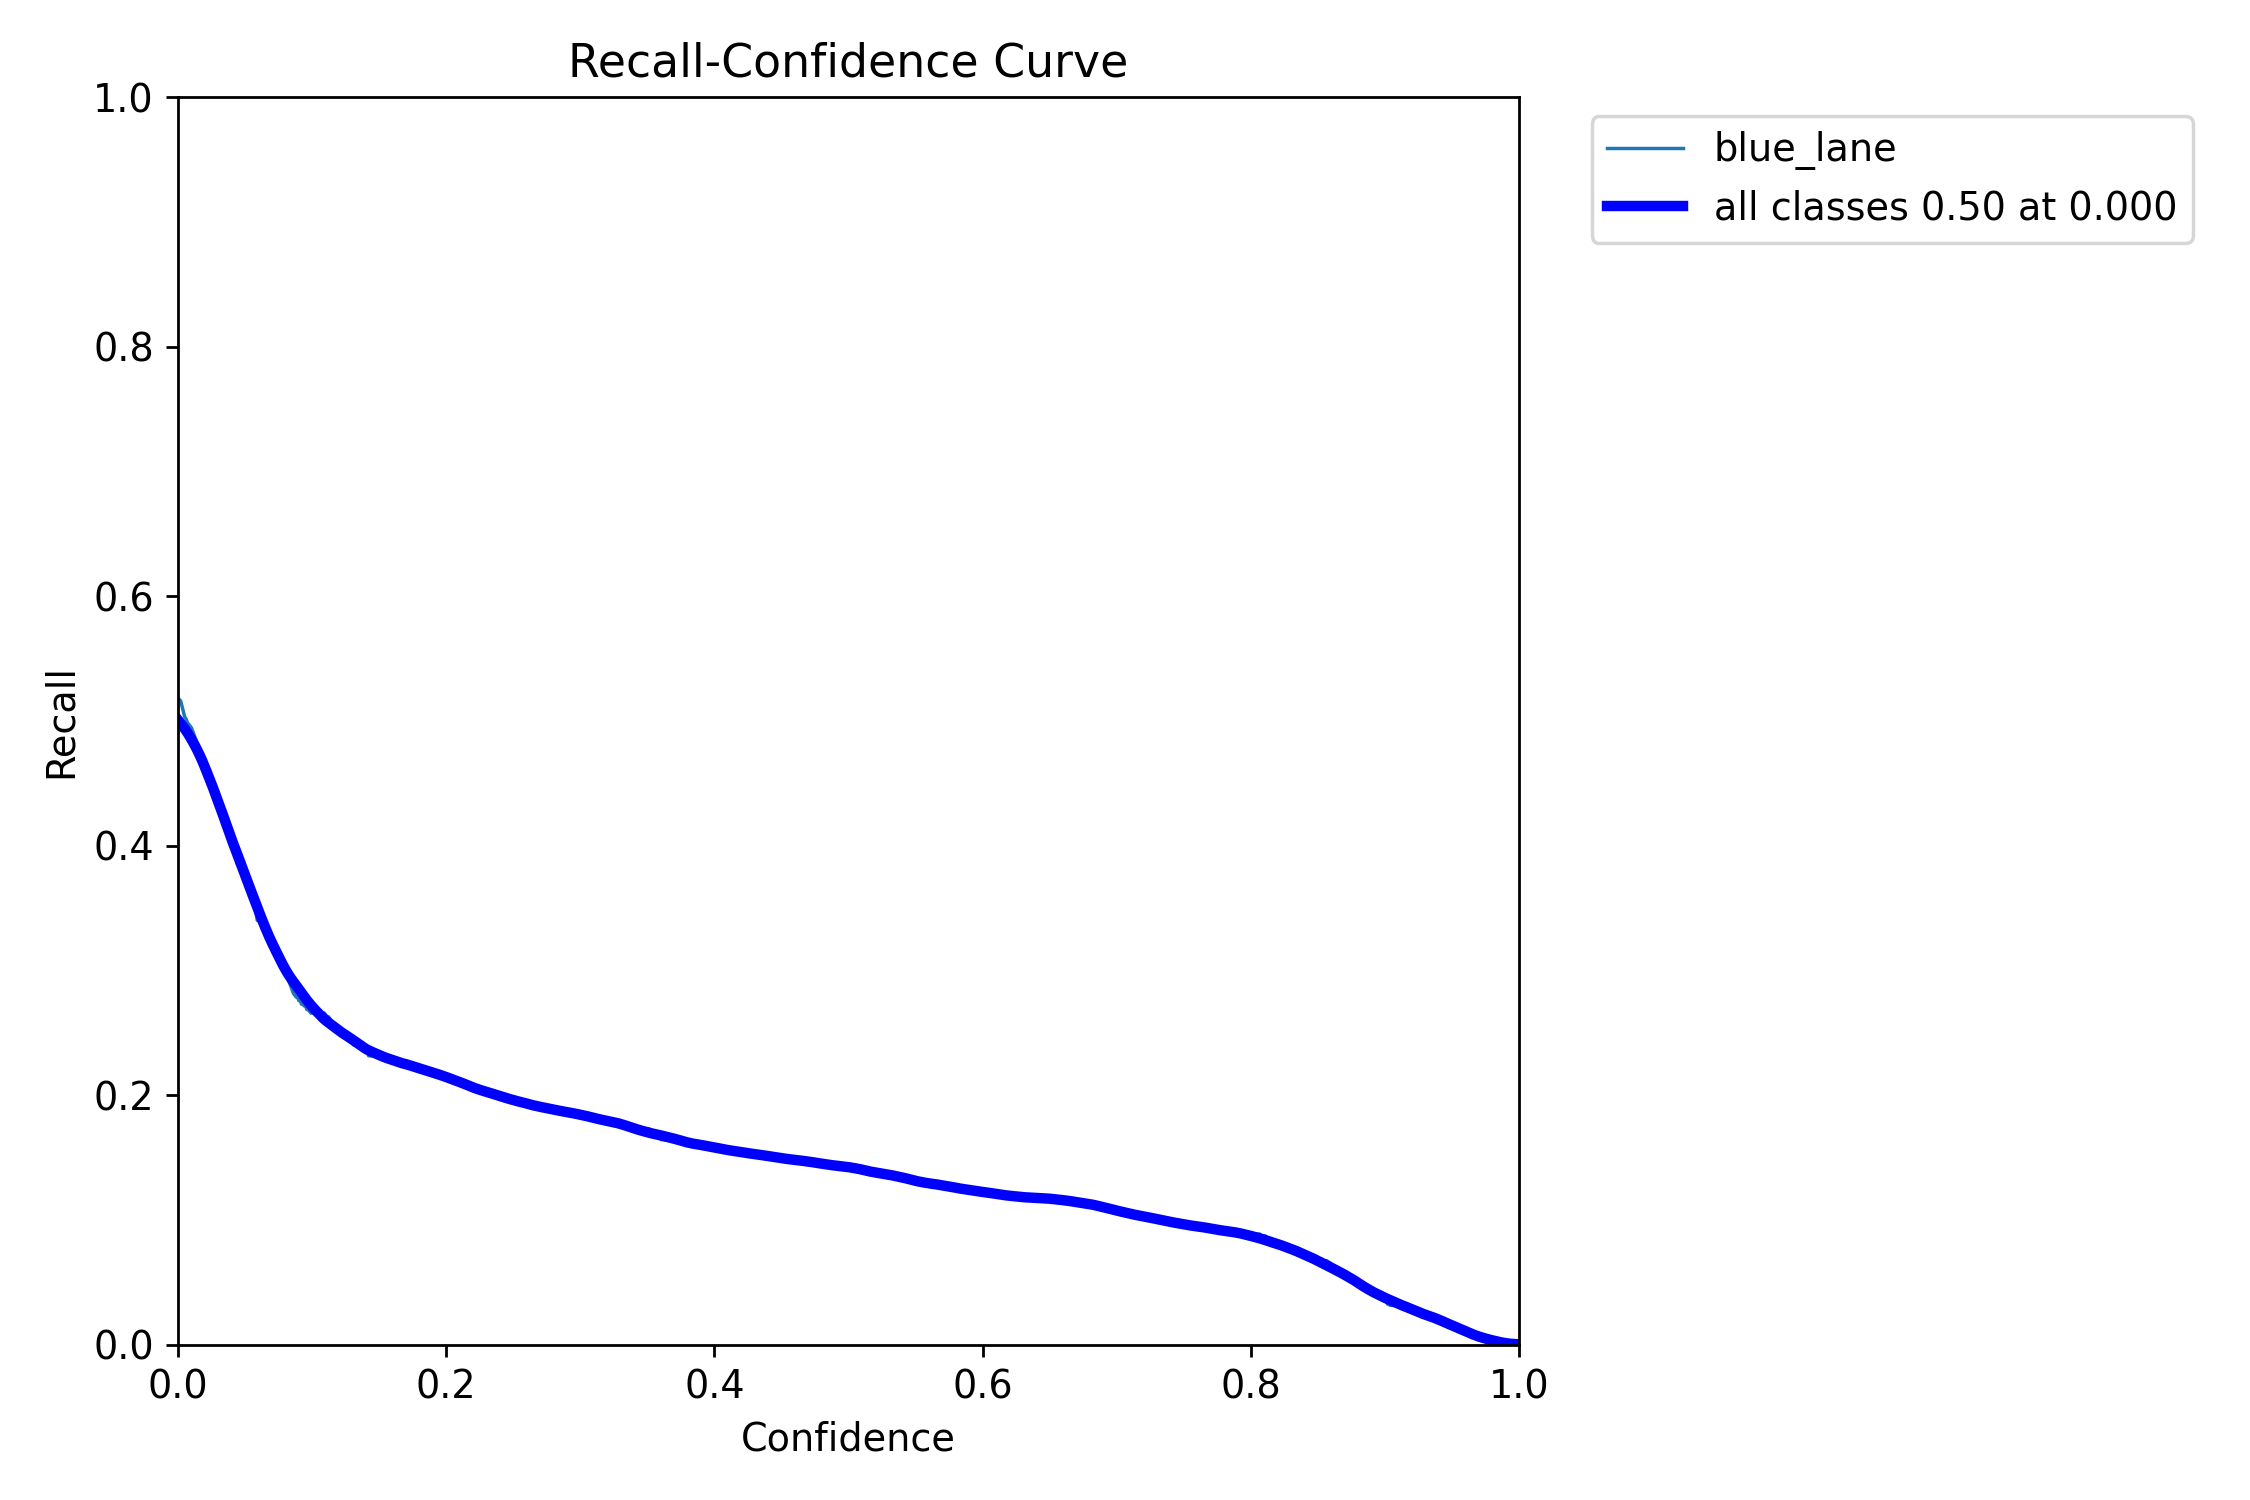 Recall-Confidence Curve
1.0
0.8
0.6
0.4
0.2
0.0
Recall
0.0 0.2 0.4 0.6 0.8 1.0
Confidence
blue_lane
all classes 0.50 at 0.000